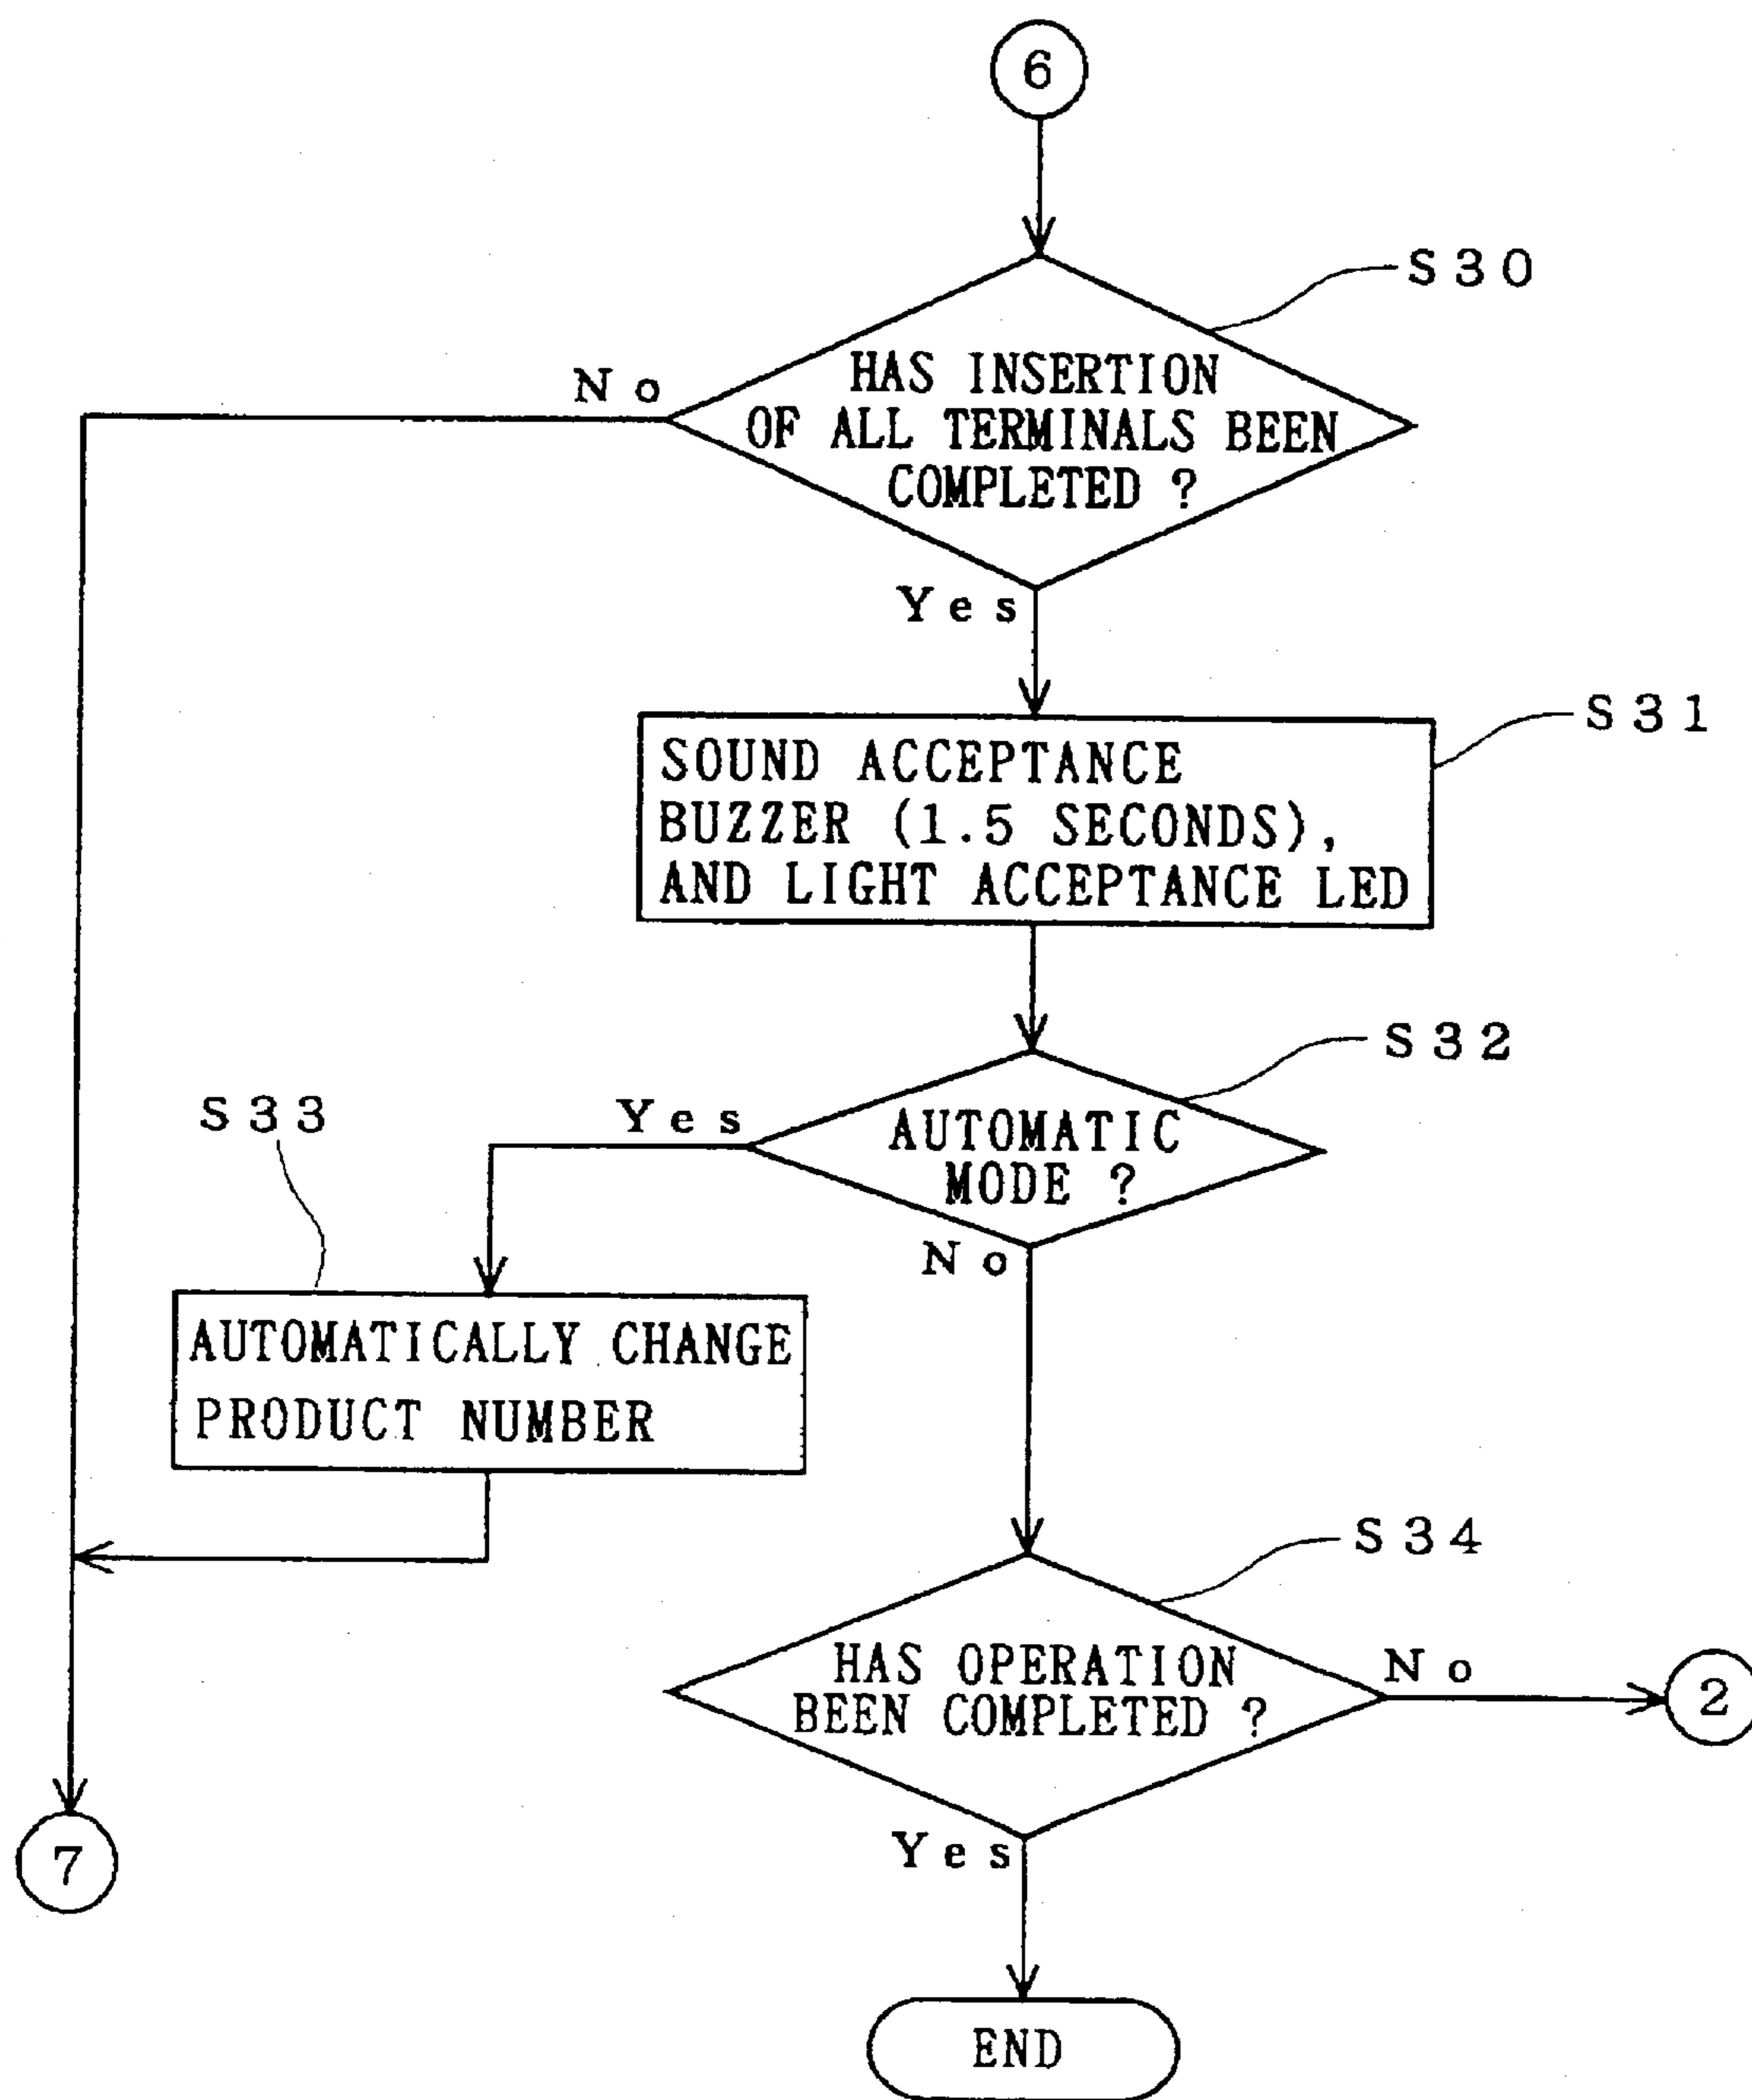 6
S30
No
HAS INSERTION
OF ALL TERMINALS BEEN
COMPLETED ?
Yes
S31
SOUND ACCEPTANCE
BUZZER (1.5 SECONDS),
AND LIGHT ACCEPTANCE LED
S32
S33
Yes
AUTOMATIC
MODE ?
No
AUTOMATICALLY CHANGE
PRODUCT NUMBER
S34
HAS OPERATION
BEEN COMPLETED ?
No
2
Yes
7
END